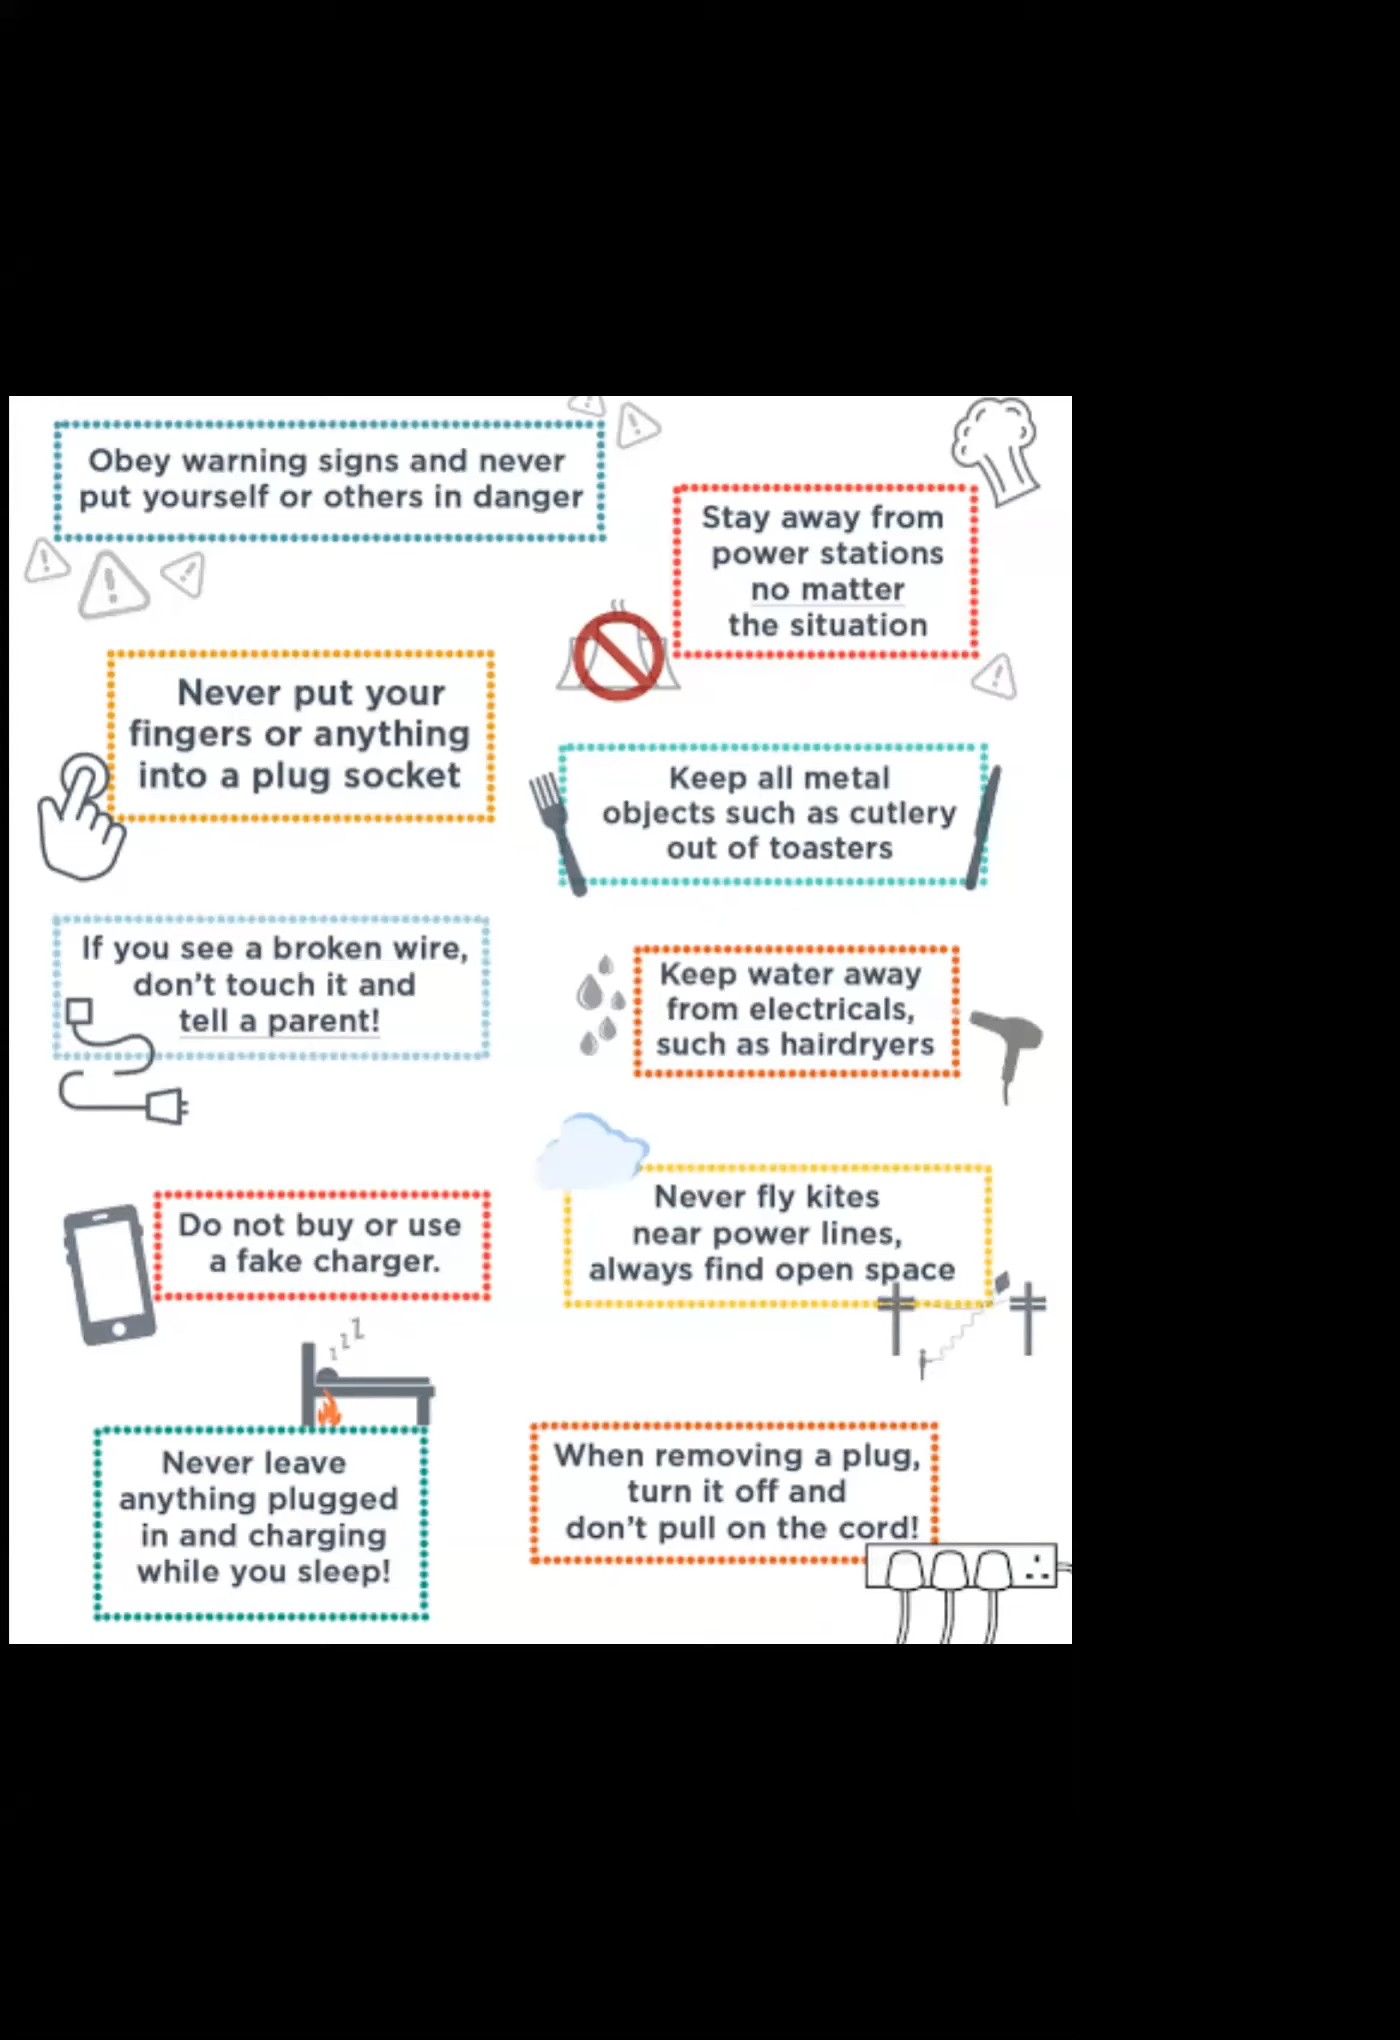 Obey warning signs and never
put yourself or others in danger
Stay away from
power stations
no matter
the situation
Never put your
fingers or anything
into a plug socket
Keep all metal
objects such as cutlery
out of toasters
If you see a broken wire,
don't touch it and
tell a parent!
Keep water away
from electricals,
such as hairdryers
Do not buy or use
a fake charger.
Never fly kites
near power lines,
always find open space
zzz
Never leave
anything plugged
in and charging
while you sleep!
When removing a plug,
turn it off and
don't pull on the cord!